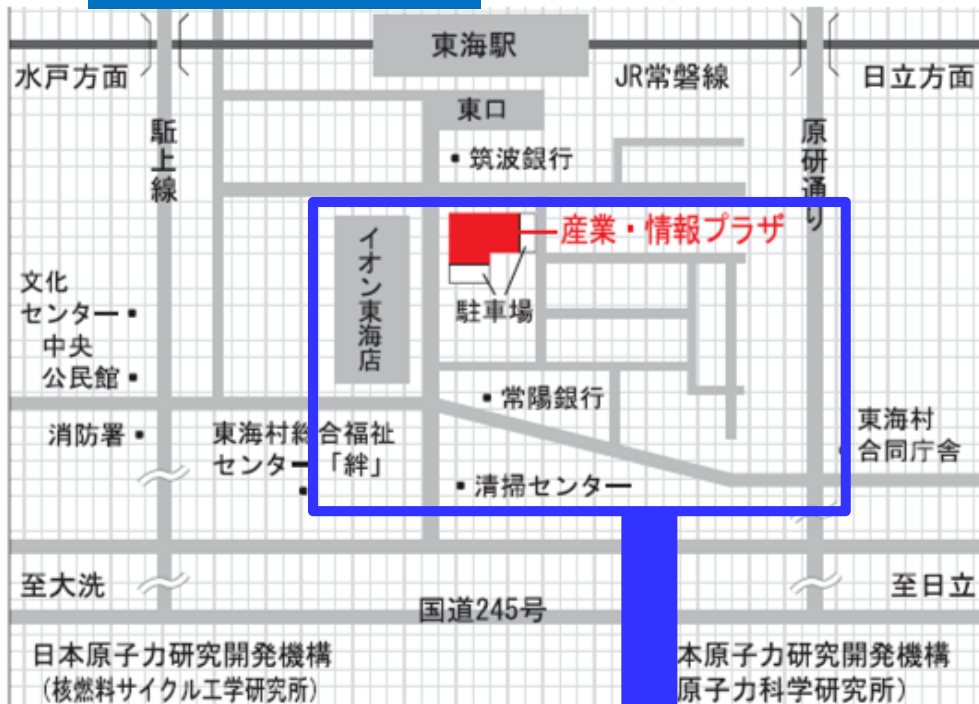 東海駅
水戸方面
JR常磐線
日立方面
東口
駈上線
原研通り
筑波銀行
産業・情報プラザ
イオン東海店
駐車場
文化
センター
中央
公民館
常陽銀行
消防署
東海村総合福祉
センター「絆」
東海村
合同庁舎
清掃センター
至大洗
至日立
国道245号
日本原子力研究開発機構
(核燃料サイクル工学研究所)
本原子力研究開発機構
原子力科学研究所)